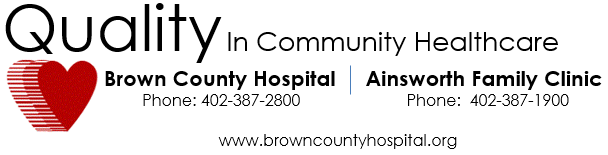 Quality In Community Healthcare
Brown County Hospital Ainsworth Family Clinic
Phone: 402-387-2800 Phone: 402-387-1900
www.browncountyhospital.org